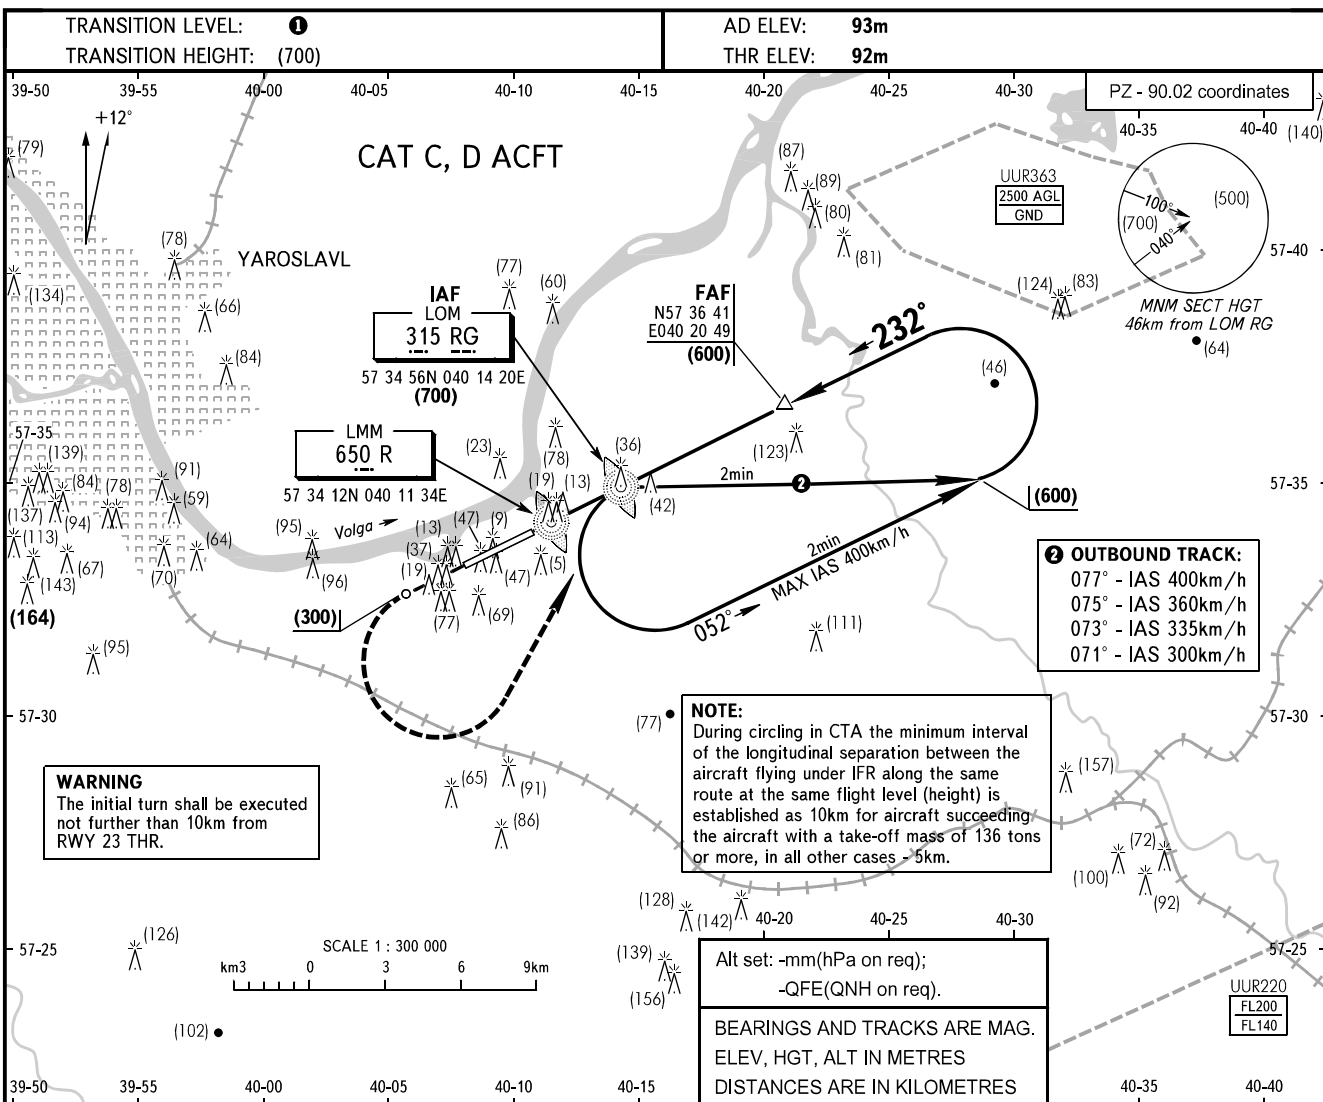 TRANSITION LEVEL: 1
TRANSITION HEIGHT: (700)
AD ELEV: 93m
THR ELEV: 92m
39-50 39-55 40-00 40-05 40-10 40-15 40-20 40-25 40-30
PZ - 90.02 coordinates
40-35 40-40
(140)
+12°
(79)
CAT C, D ACFT
(87)
(89)
(80)
(81)
UUR363
2500 AGL
GND
100°
(500)
(700)
040°
57-40
MNM SECT HGT
46km from LOM RG
(64)
(124)
(83)
(78)
YAROSLAVL
(134)
(66)
(84)
(77)
(60)
IAF
LOM
315 RG
57 34 56N 040 14 20E
(700)
FAF
N57 36 41
E040 20 49
(600)
232°
(46)
LMM
650 R
57 34 12N 040 11 34E
57-35
(139)
(84)
(78)
(91)
(59)
(137)
(94)
(113)
(67)
(143)
(164)
(70)
(64)
(95)
(96)
Volga
(23)
(78)
(36)
(19)
(13)
(42)
(123)
2min
2
(600)
57-35
(13)
(47)
(9)
(37)
(19)
(47)
(5)
(77)
(69)
(300)
2min
MAX IAS 400km/h
052°
(111)
2 OUTBOUND TRACK:
077° - IAS 400km/h
075° - IAS 360km/h
073° - IAS 335km/h
071° - IAS 300km/h
(95)
57-30
(77)
57-30
NOTE:
During circling in CTA the minimum interval
of the longitudinal separation between the
aircraft flying under IFR along the same
route at the same flight level (height) is
established as 10km for aircraft succeeding
the aircraft with a take-off mass of 136 tons
or more, in all other cases - 5km.
WARNING
The initial turn shall be executed
not further than 10km from
RWY 23 THR.
(65)
(91)
(86)
(157)
(72)
(100)
(92)
(128)
(142)
40-20 40-25 40-30
57-25
(126)
SCALE 1 : 300 000
km3 0 3 6 9km
(139)
(156)
(102)
57-25
UUR220
FL200
FL140
Alt set: -mm(hPa on req);
-QFE(QNH on req).
BEARINGS AND TRACKS ARE MAG.
ELEV, HGT, ALT IN METRES
DISTANCES ARE IN KILOMETRES
39-50 39-55 40-00 40-05 40-10 40-15 40-35 40-40